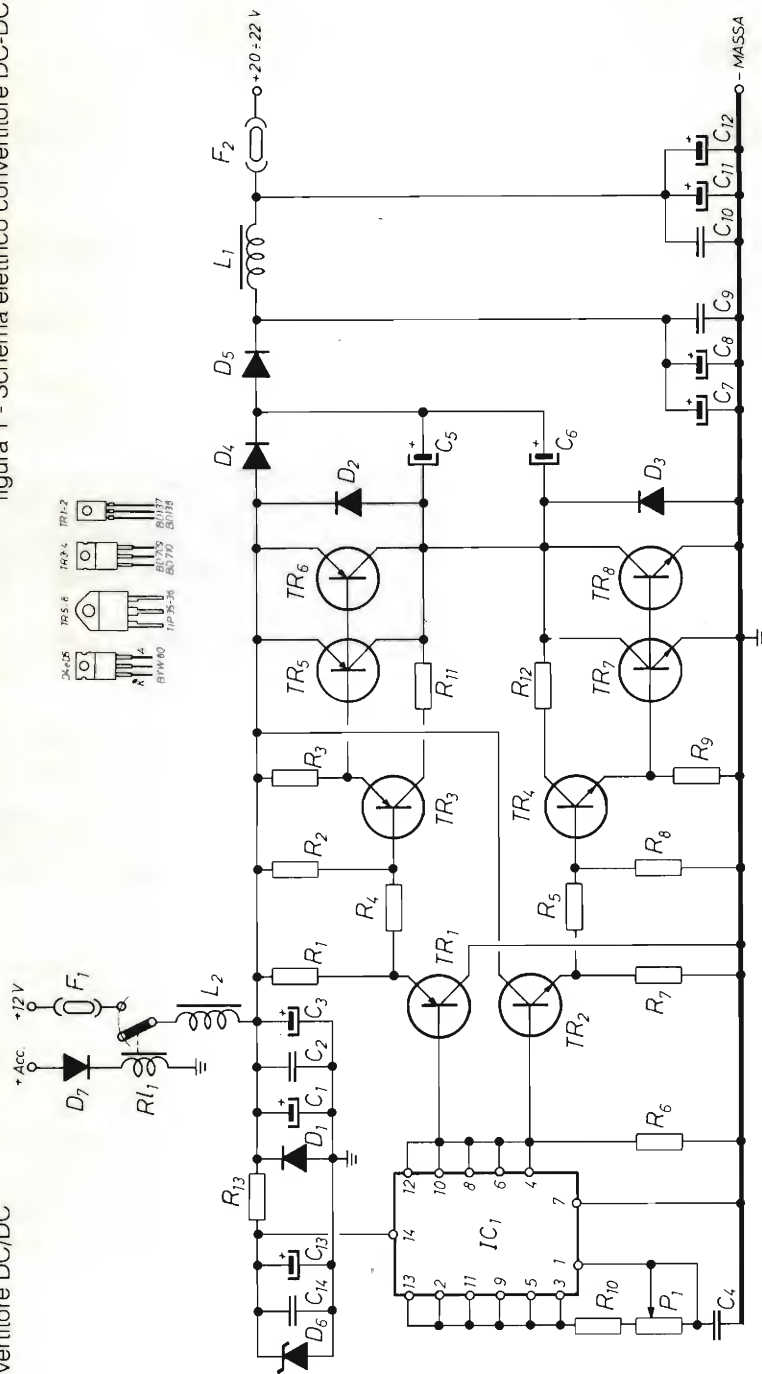 figura 1 - Schema elettrico convertitore DC-DC
vertitore DC/DC
TR1-2
BD137
BD138
TR3-4
BD709
BD710
TR5-8
TIP35-36
D4eD5
K
A
BYW80
+ Acc.
+12 V
D7
F1
Rl1
L2
R13
C14
C13
D6
D1
C1
C2
C3
R1
R2
R3
R4
TR1
TR2
TR3
TR4
R5
R6
R7
R8
R9
R11
R12
TR5
TR6
TR7
TR8
D2
D3
D4
D5
C5
C6
L1
F2
+20÷22 V
C7
C8
C9
C10
C11
C12
- MASSA
IC1
14
12
10
8
6
4
13
2
11
9
5
3
1
7
R10
P1
C4